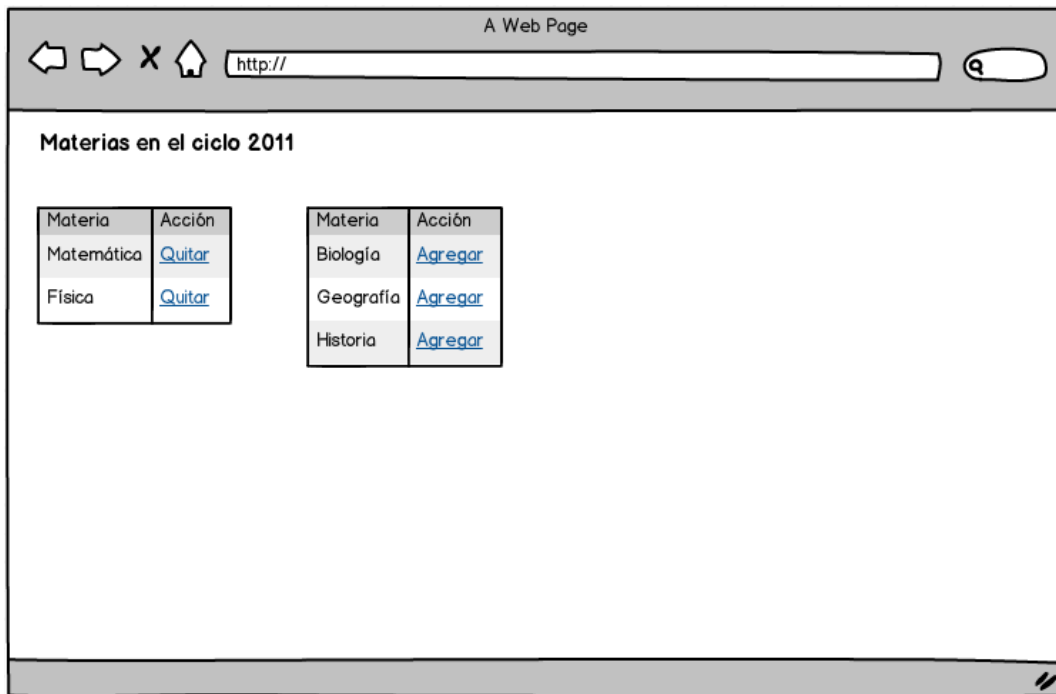 A Web Page
http://
Materias en el ciclo 2011
Materia Acción
Matemática Quitar
Física Quitar
Materia Acción
Biología Agregar
Geografía Agregar
Historia Agregar